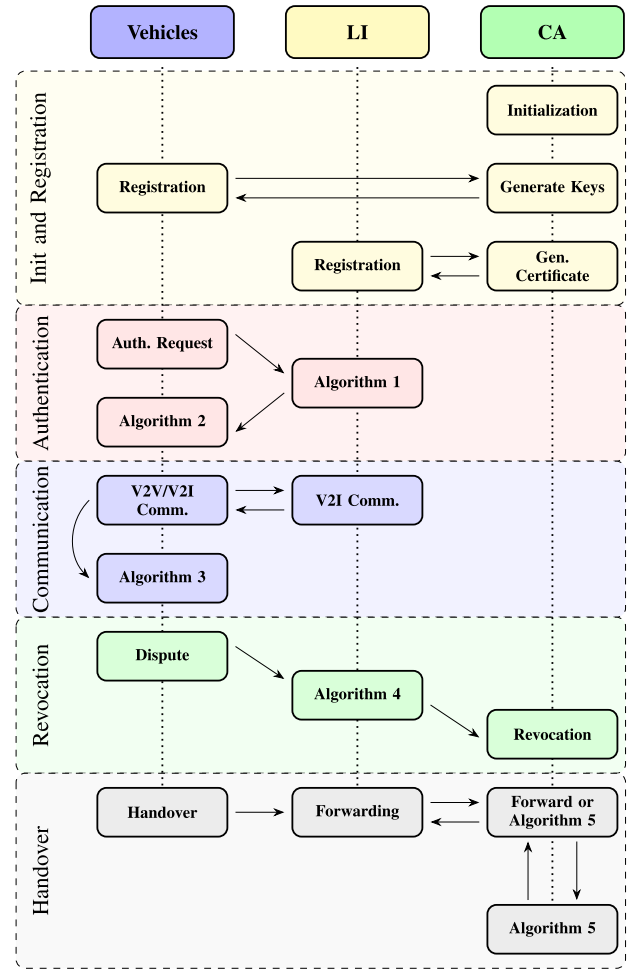 Vehicles
LI
CA
Init and Registration
Initialization
Registration
Generate Keys
Registration
Gen.
Certificate
Authentication
Auth. Request
Algorithm 1
Algorithm 2
Communication
V2V/V2I
Comm.
V2I Comm.
Algorithm 3
Revocation
Dispute
Algorithm 4
Revocation
Handover
Handover
Forwarding
Forward or
Algorithm 5
Algorithm 5